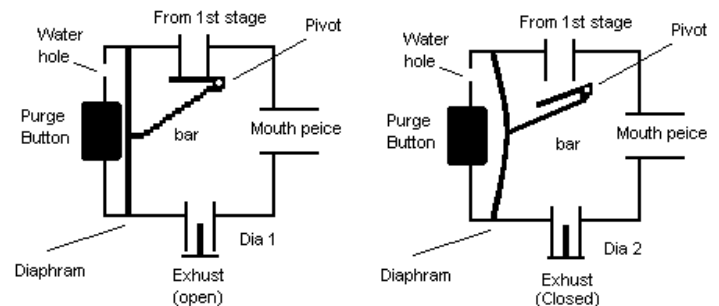 From 1st stage
Water
hole
Pivot
Purge
Button
bar
Mouth peice
Dia 1
Diaphram
Exhust
(open)
From 1st stage
Water
hole
Pivot
Purge
Button
bar
Mouth peice
Dia 2
Diaphram
Exhust
(Closed)